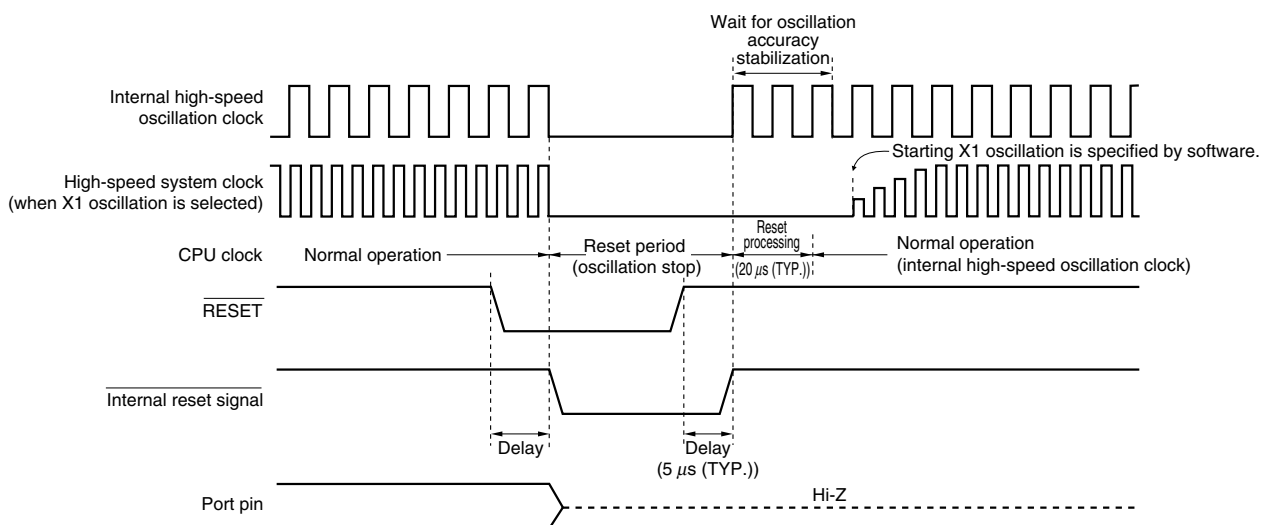 Wait for oscillation
accuracy
stabilization
Internal high-speed
oscillation clock
Starting X1 oscillation is specified by software.
High-speed system clock
(when X1 oscillation is selected)
CPU clock
Normal operation
Reset period
(oscillation stop)
Reset
processing
(20 μs (TYP.))
Normal operation
(internal high-speed oscillation clock)
RESET
Internal reset signal
Delay
Delay
(5 μs (TYP.))
Port pin
Hi-Z